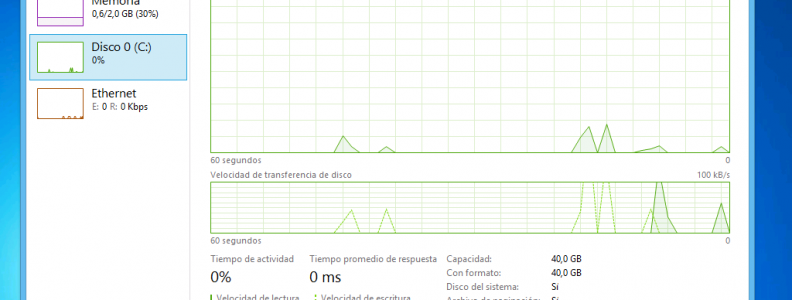 Memoria
0,6/2,0 GB (30%)
Disco 0 (C:)
0%
Ethernet
E: 0 R: 0 Kbps
60 segundos 0
Velocidad de transferencia de disco 100 kB/s
60 segundos 0
Tiempo de actividad Tiempo promedio de respuesta
0% 0 ms
Capacidad: 40,0 GB
Con formato: 40,0 GB
Disco del sistema: Sí
Archivo de paginación: Sí
Velocidad de lectura Velocidad de escritura